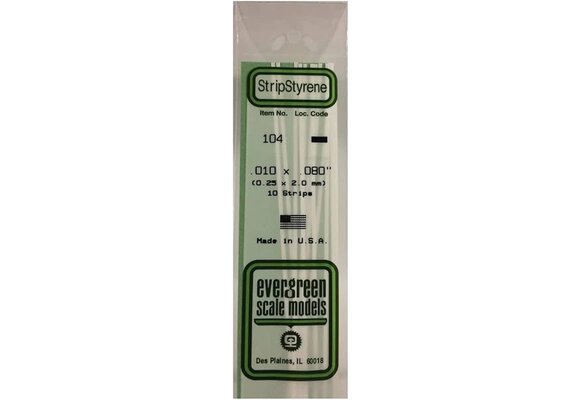 StripStyrene
Item No. Loc. Code
104
.010 x .080"
(0.25 x 2.0 mm)
10 Strips
Made in U.S.A.
evergreen
scale models
Des Plaines, IL 60018